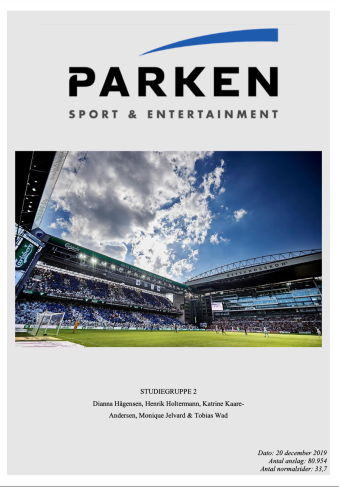 PARKEN
SPORT & ENTERTAINMENT
Carlsberg
STUDIEGRUPPE 2
Dianna Hågensen, Henrik Holtermann, Katrine Kaare-
Andersen, Monique Jelvard & Tobias Wad
Dato: 20 december 2019
Antal anslag: 80.954
Antal normalsider: 33,7